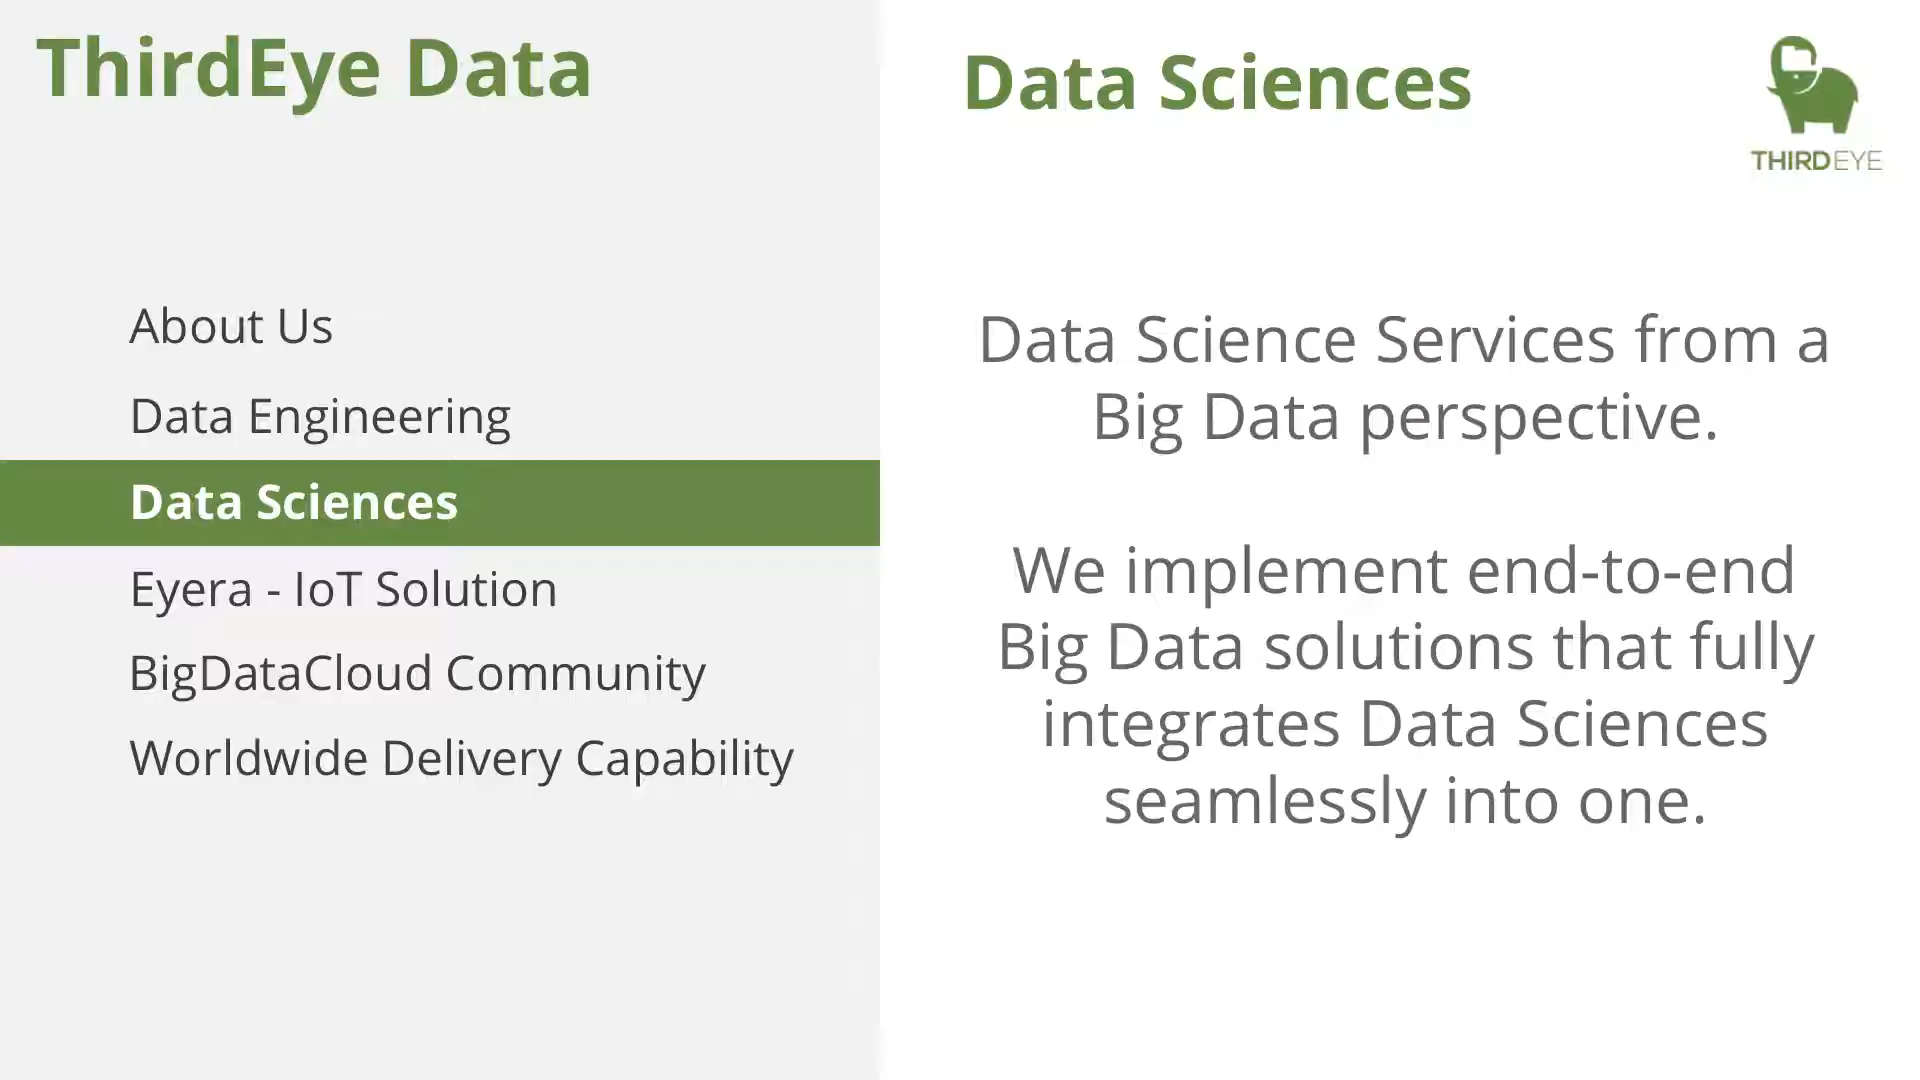 ThirdEye Data
About Us
Data Engineering
Data Sciences
Eyera - IoT Solution
BigDataCloud Community
Worldwide Delivery Capability
Data Sciences
THIRDEYE
Data Science Services from a
Big Data perspective.
We implement end-to-end
Big Data solutions that fully
integrates Data Sciences
seamlessly into one.